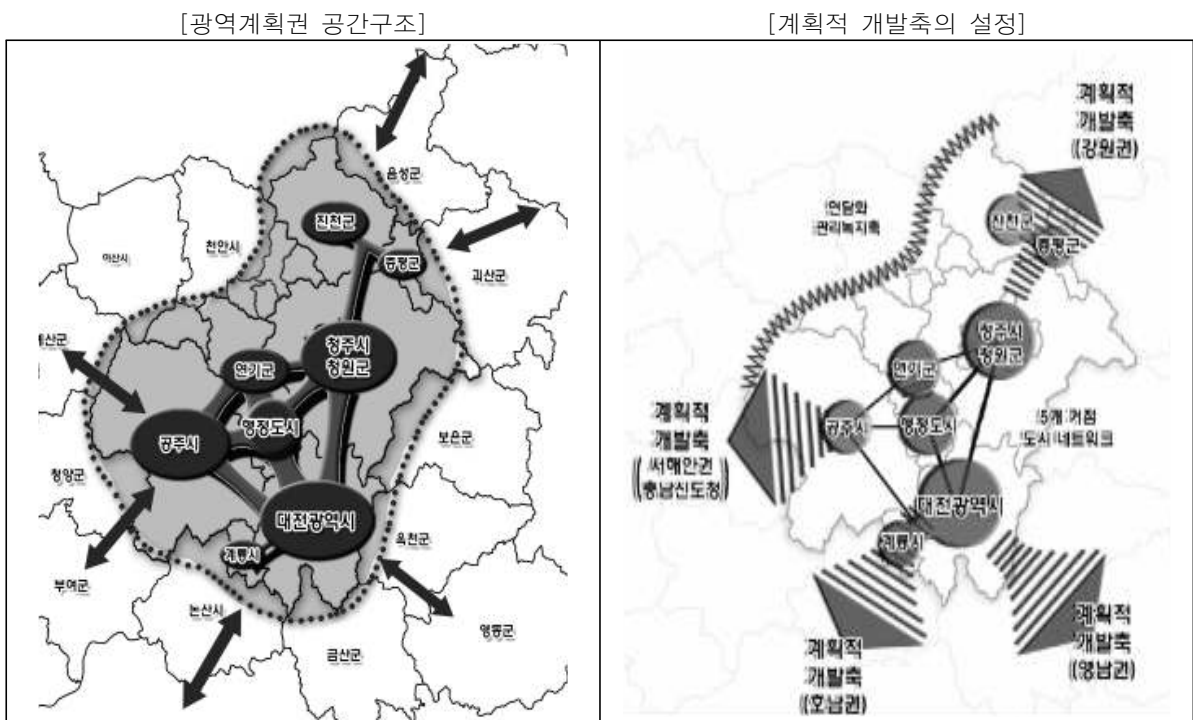 [광역계획권 공간구조]
음성군
진천군
천안시
아산시
증평군
괴산군
예산군
청주시
청원군
연기군
행정도시
공주시
보은군
청양군
대전광역시
옥천군
계룡시
부여군
논산시
영동군
금산군
[계획적 개발축의 설정]
계획적
개발축
(강원권)
연담화
관리녹지축
진천군
증평군
청주시
청원군
연기군
계획적
개발축
(서해안권)
(충남신도청)
공주시
행정도시
5개 거점
도시 네트워크
대전광역시
계룡시
계획적
개발축
(호남권)
계획적
개발축
(영남권)